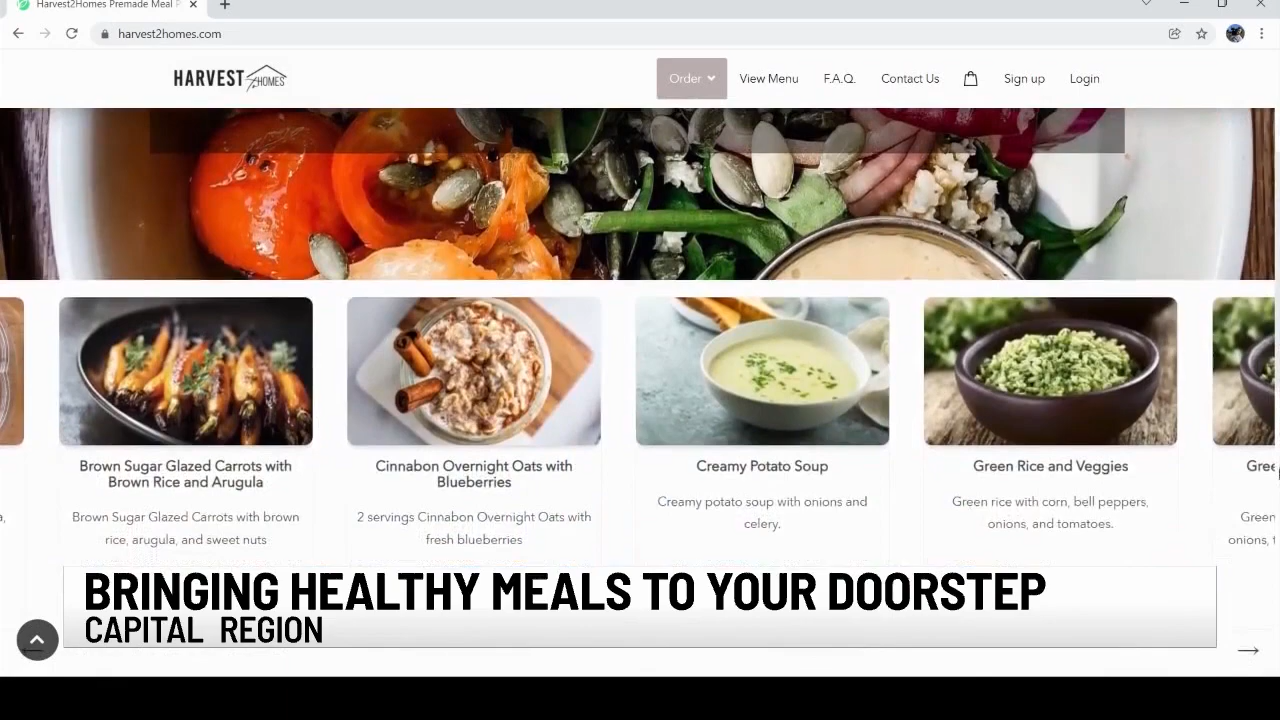 Harvest2Homes Premade Meal P
harvest2homes.com
HARVEST 2HOMES
Order
View Menu
F.A.Q.
Contact Us
Sign up
Login
Brown Sugar Glazed Carrots with
Brown Rice and Arugula
Brown Sugar Glazed Carrots with brown
rice, arugula, and sweet nuts
Cinnabon Overnight Oats with
Blueberries
2 servings Cinnabon Overnight Oats with
fresh blueberries
Creamy Potato Soup
Creamy potato soup with onions and
celery.
Green Rice and Veggies
Green rice with corn, bell peppers,
onions, and tomatoes.
Gree
Green
onions, t
a,
BRINGING HEALTHY MEALS TO YOUR DOORSTEP
CAPITAL REGION